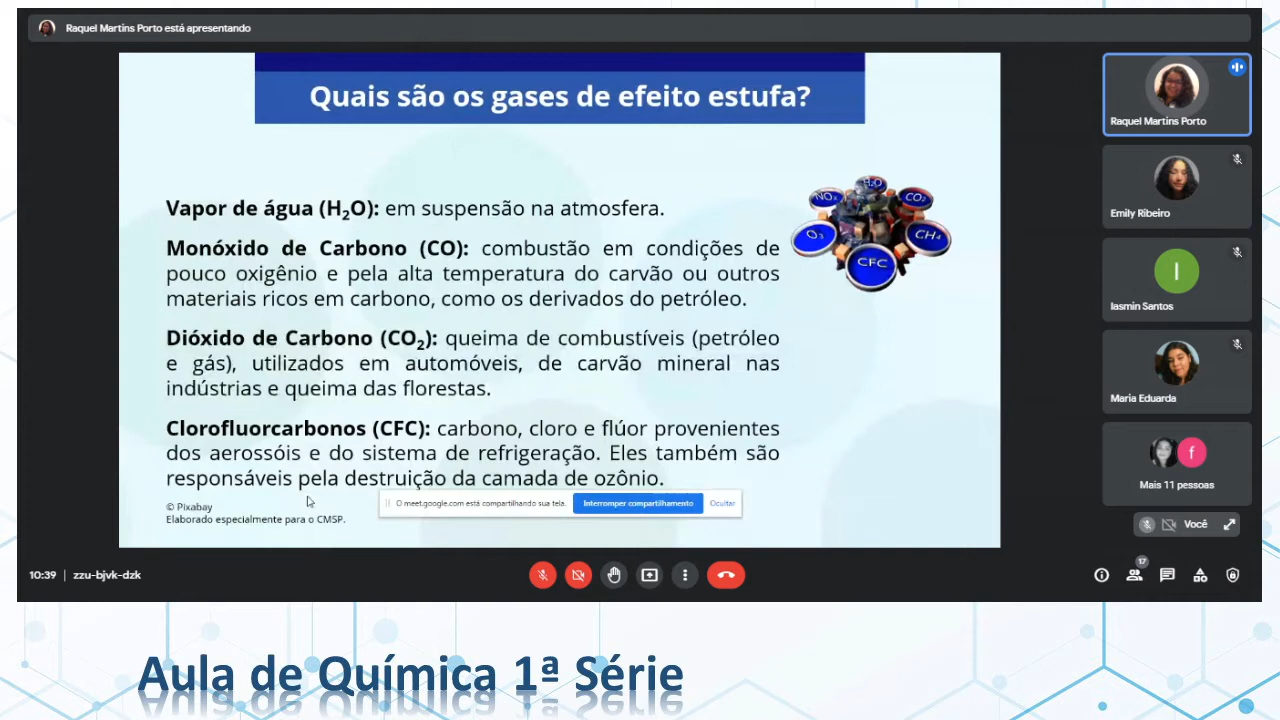 Raquel Martins Porto está apresentando
Quais são os gases de efeito estufa?
Vapor de água (H₂O): em suspensão na atmosfera.
Monóxido de Carbono (CO): combustão em condições de
pouco oxigênio e pela alta temperatura do carvão ou outros
materiais ricos em carbono, como os derivados do petróleo.
Dióxido de Carbono (CO₂): queima de combustíveis (petróleo
e gás), utilizados em automóveis, de carvão mineral nas
indústrias e queima das florestas.
Clorofluorcarbonos (CFC): carbono, cloro e flúor provenientes
dos aerossóis e do sistema de refrigeração. Eles também são
responsáveis pela destruição da camada de ozônio.
© Pixabay
Elaborado especialmente para o CMSP.
H₂O
CO₂
O₃
CH₄
CFC
O meet.google.com está compartilhando sua tela.
Interromper compartilhamento
Ocultar
Raquel Martins Porto
Emily Ribeiro
I
Iasmin Santos
Maria Eduarda
f
Mais 11 pessoas
Você
10:39 | zzu-bjvk-dzk
17
Aula de Química 1ª Série